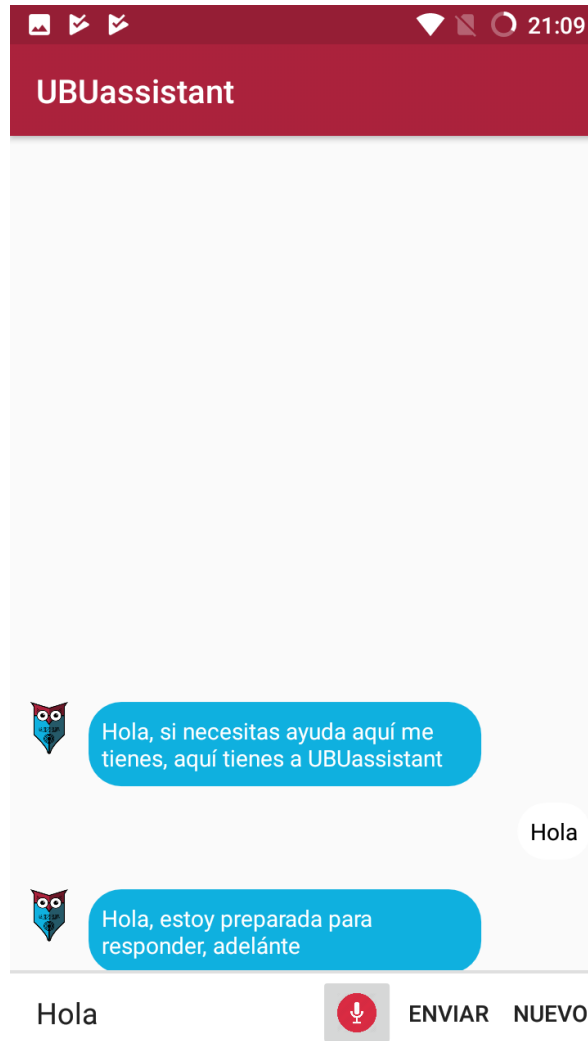 21:09
UBUassistant
Hola, si necesitas ayuda aquí me
tienes, aquí tienes a UBUassistant
Hola
Hola, estoy preparada para
responder, adelánte
Hola
ENVIAR
NUEVO